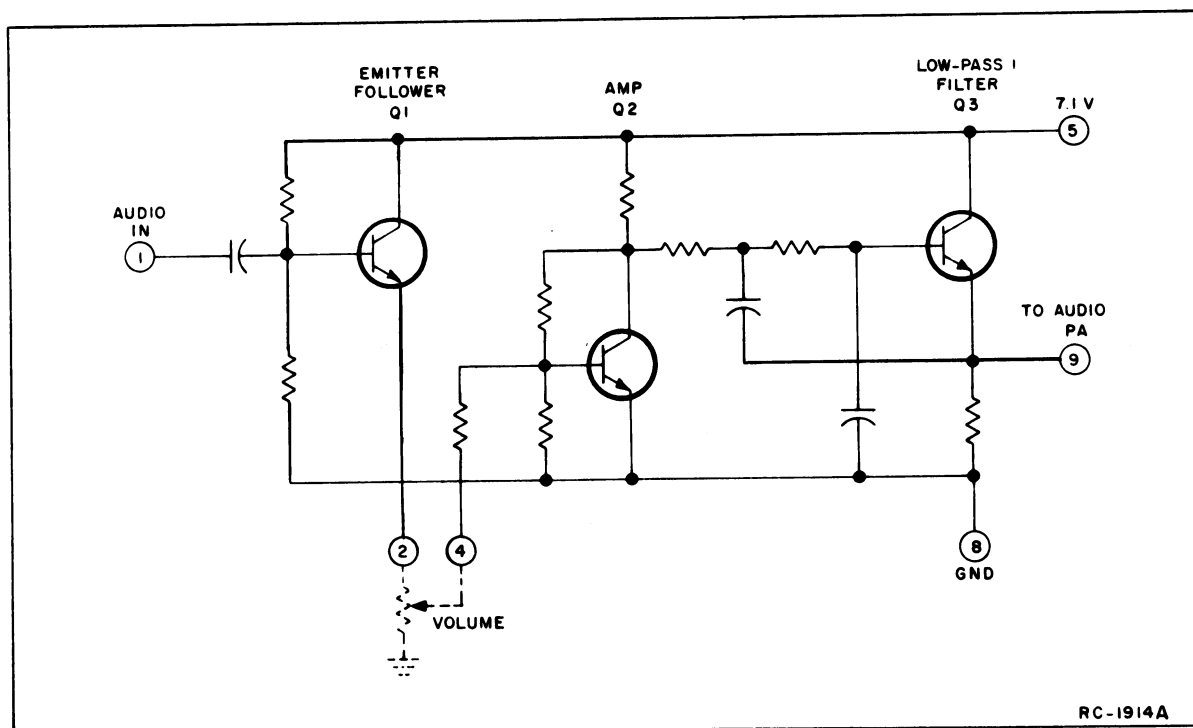 EMITTER
FOLLOWER
Q1
AMP
Q2
LOW-PASS I
FILTER
Q3
7.1 V
5
AUDIO
IN
1
TO AUDIO
PA
9
2
4
8
GND
VOLUME
RC-1914A